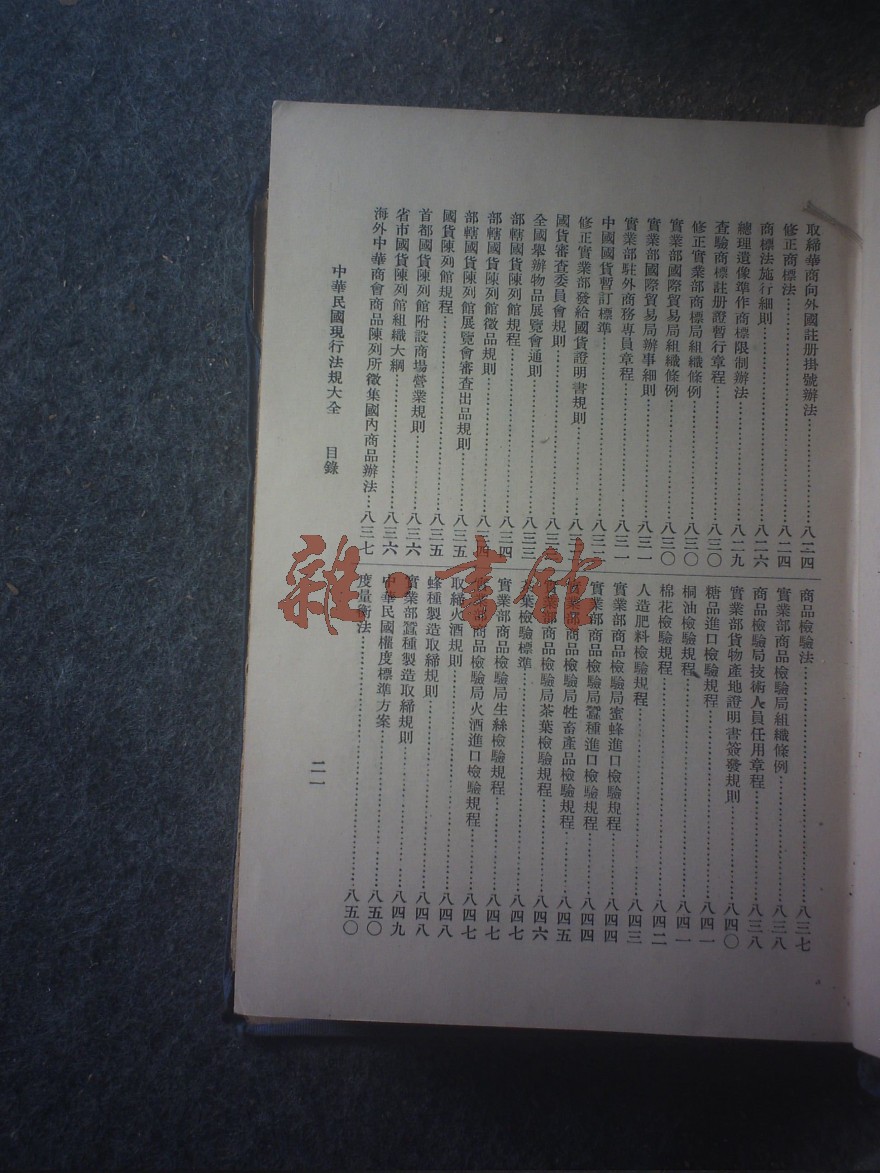 取締華商向外國註册掛號辦法……八二四
修正商標法……八二四
商標法施行細則……八二六
總理遺像準作商標限制辦法……八二九
查驗商標註册證暫行章程……八三〇
修正實業部商標局組織條例……八三〇
實業部國際貿易局組織條例……八三〇
實業部國際貿易局辦事細則……八三一
實業部駐外商務專員章程……八三一
中國國貨暫訂標準……八三二
修正實業部發給國貨證明書規則……八三
國貨審查委員會規則……八三
全國舉辦物品展覽會通則……八三三
部轄國貨陳列館規程……八三四
部轄國貨陳列館徵品規則……八三四
部轄國貨陳列館展覽會審查出品規則……八三五
國貨陳列館規程……八三五
首都國貨陳列館附設商場營業規則……八三六
省市國貨陳列館組織大綱……八三六
海外中華商會商品陳列所徵集國內商品辦法……八三七
商品檢驗法……八三七
實業部商品檢驗局組織條例……八三八
商品檢驗局技術人員任用章程……八三八
實業部貨物產地證明書簽發規則……八四〇
糖品進口檢驗規程……八四一
桐油檢驗規程……八四一
棉花檢驗規程……八四二
人造肥料檢驗規程……八四三
實業部商品檢驗局蜜蜂進口檢驗規程……八四四
實業部商品檢驗局蠶種進口檢驗規程……八四四
實業部商品檢驗局牲畜產品檢驗規程……八四五
實業部商品檢驗局茶葉檢驗規程……八四六
茶葉檢驗標準……八四七
實業部商品檢驗局生絲檢驗規程……八四七
實業部商品檢驗局火酒進口檢驗規程……八四七
取締火酒規則……八四八
蜂種製造取締規則……八四八
實業部蠶種製造取締規則……八四九
中華民國權度標準方案……八五〇
度量衡法……八五〇
中華民國現行法規大全 目錄
二一
雜·書館